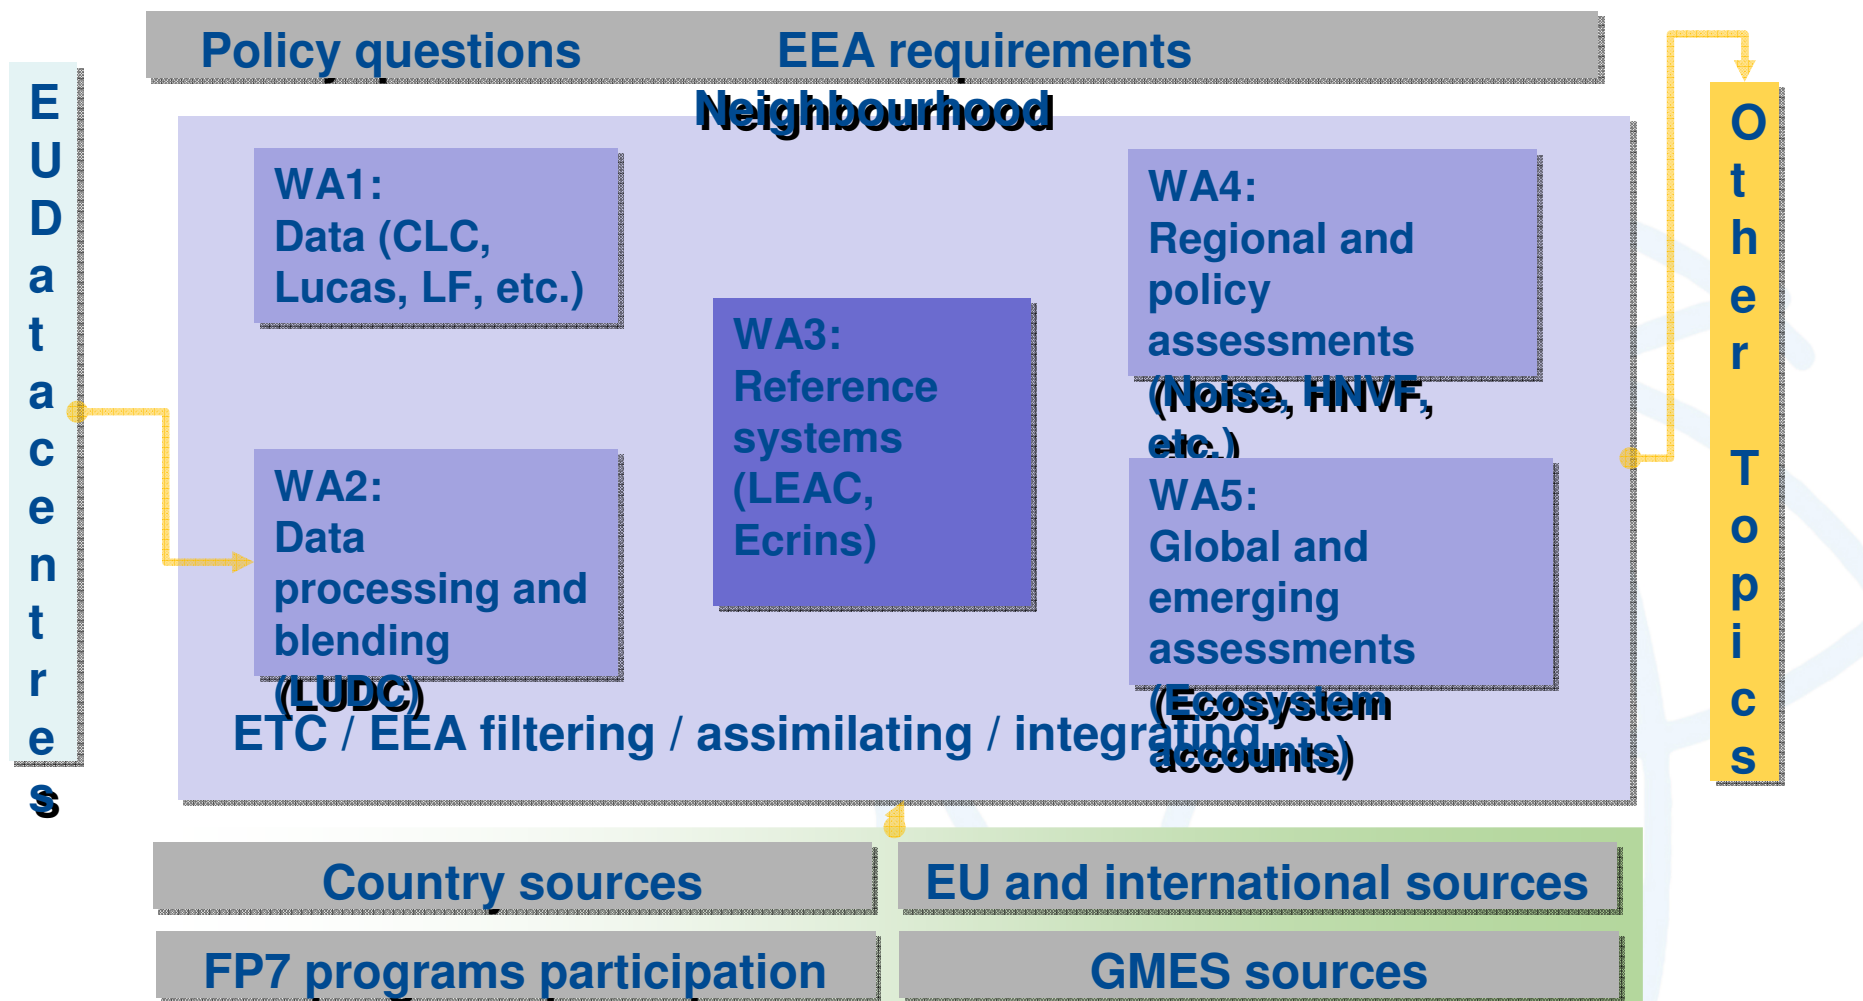 Policy questions EEA requirements
Neighbourhood
EU Data centres
WA1:
Data (CLC,
Lucas, LF, etc.)
WA2:
Data
processing and
blending
(LUDC)
WA3:
Reference
systems
(LEAC,
Ecrins)
WA4:
Regional and
policy
assessments
(Noise, HNVF,
etc.)
WA5:
Global and
emerging
assessments
(Ecosystem
accounts)
ETC / EEA filtering / assimilating / integrating
Other Topics
Country sources
EU and international sources
FP7 programs participation
GMES sources